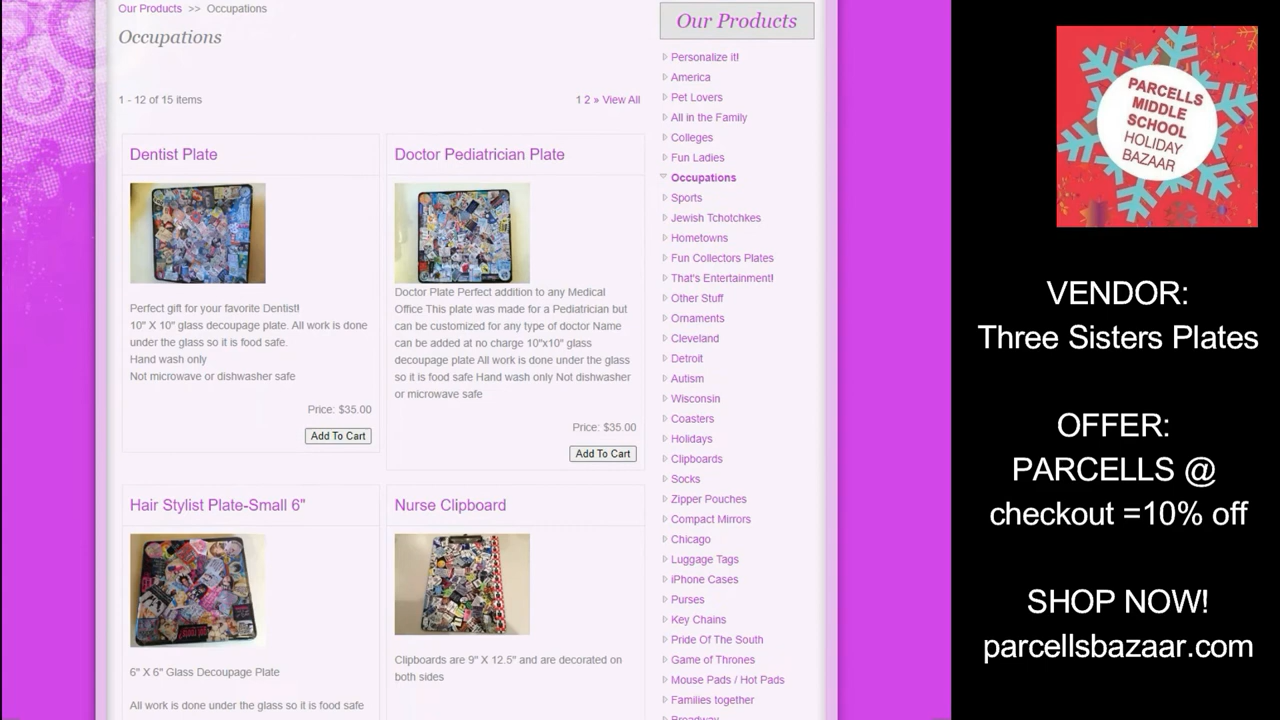 Our Products >> Occupations
Occupations
1 - 12 of 15 items
1 2 » View All
Dentist Plate
Perfect gift for your favorite Dentist!
10" X 10" glass decoupage plate. All work is done
under the glass so it is food safe.
Hand wash only
Not microwave or dishwasher safe
Price: $35.00
Add To Cart
Doctor Pediatrician Plate
Doctor Plate Perfect addition to any Medical
Office This plate was made for a Pediatrician but
can be customized for any type of doctor Name
can be added at no charge 10"x10" glass
decoupage plate All work is done under the glass
so it is food safe Hand wash only Not dishwasher
or microwave safe
Price: $35.00
Add To Cart
Hair Stylist Plate-Small 6"
6" X 6" Glass Decoupage Plate
All work is done under the glass so it is food safe
Nurse Clipboard
Clipboards are 9" X 12.5" and are decorated on
both sides
Our Products
Personalize it!
America
Pet Lovers
All in the Family
Colleges
Fun Ladies
Occupations
Sports
Jewish Tchotchkes
Hometowns
Fun Collectors Plates
That's Entertainment!
Other Stuff
Ornaments
Cleveland
Detroit
Autism
Wisconsin
Coasters
Holidays
Clipboards
Socks
Zipper Pouches
Compact Mirrors
Chicago
Luggage Tags
iPhone Cases
Purses
Key Chains
Pride Of The South
Game of Thrones
Mouse Pads / Hot Pads
Families together
Broadway
PARCELLS
MIDDLE
SCHOOL
HOLIDAY
BAZAAR
VENDOR:
Three Sisters Plates
OFFER:
PARCELLS @
checkout =10% off
SHOP NOW!
parcellsbazaar.com